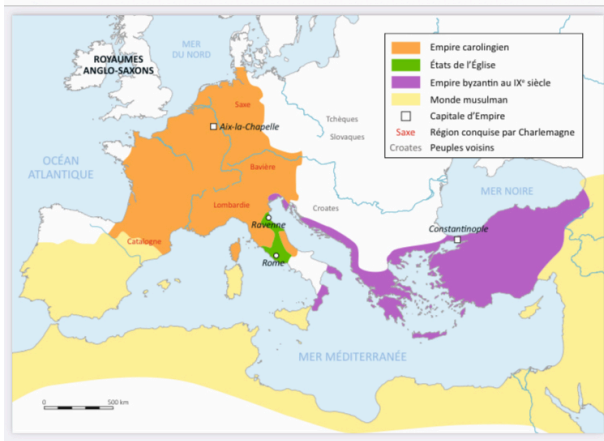 MER
DU NORD
ROYAUMES
ANGLO-SAXONS
Empire carolingien
États de l'Église
Empire byzantin au IXe siècle
Monde musulman
Capitale d'Empire
Saxe Région conquise par Charlemagne
Croates Peuples voisins
Saxe
Aix-la-Chapelle
Tchèques
Slovaques
OCÉAN
ATLANTIQUE
Bavière
MER NOIRE
Lombardie
Croates
Ravenne
Constantinople
Catalogne
Rome
MER MÉDITERRANÉE
0 500 km